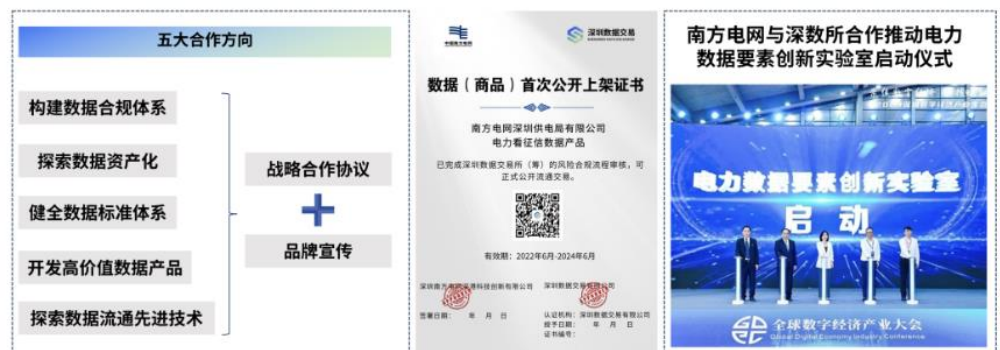 五大合作方向
构建数据合规体系
探索数据资产化
健全数据标准体系
开发高价值数据产品
探索数据流通先进技术
战略合作协议
+
品牌宣传
中国南方电网
深圳数据交易
数据(商品)首次公开上架证书
南方电网深圳供电局有限公司
电力看征信数据产品
已完成深圳数据交易所(筹)的风险合规流程审核,可
正式公开流通交易。
有效期:2022年6月-2024年6月
深圳数据交易有限公司
签署日期: 年 月 日
认证机构:深圳数据交易有限公司
授予日期: 年 月 日
证书编号:
南方电网与深数所合作推动电力
数据要素创新实验室启动仪式
电力数据要素创新实验室
启动
全球数字经济产业大会
Global Digital Economy Industry Conference